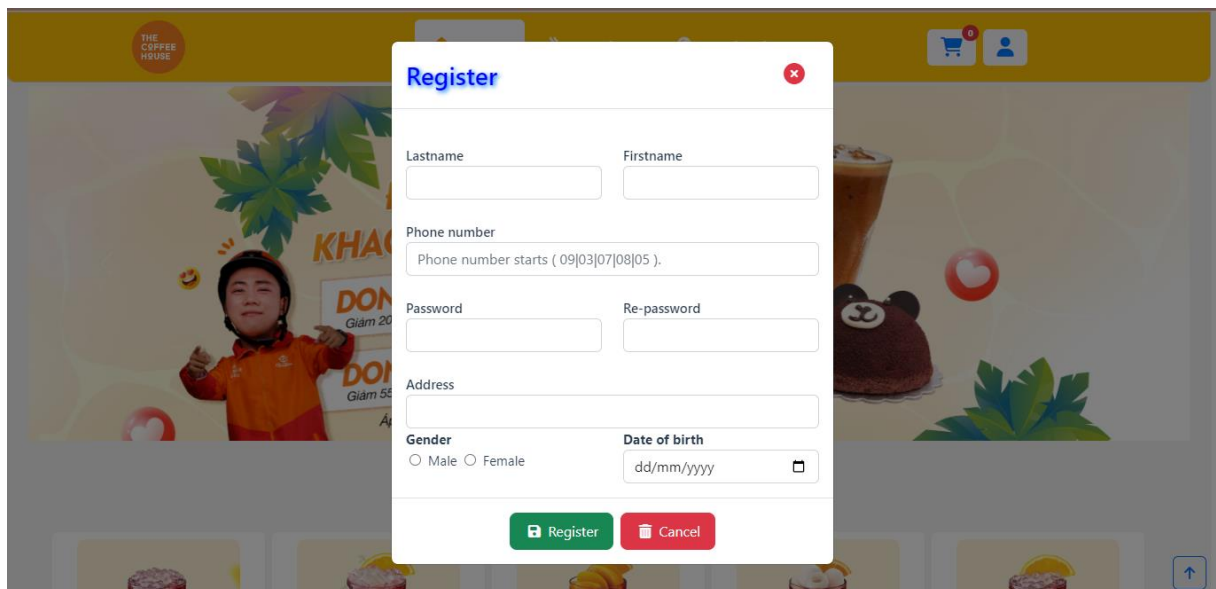 THE
COFFEE
HOUSE
0
Register
Lastname Firstname
Phone number
Phone number starts ( 09|03|07|08|05 ).
Password Re-password
Address
Gender Date of birth
Male Female dd/mm/yyyy
Register Cancel
KHA
DON
Giảm 20
DON
Giảm 55